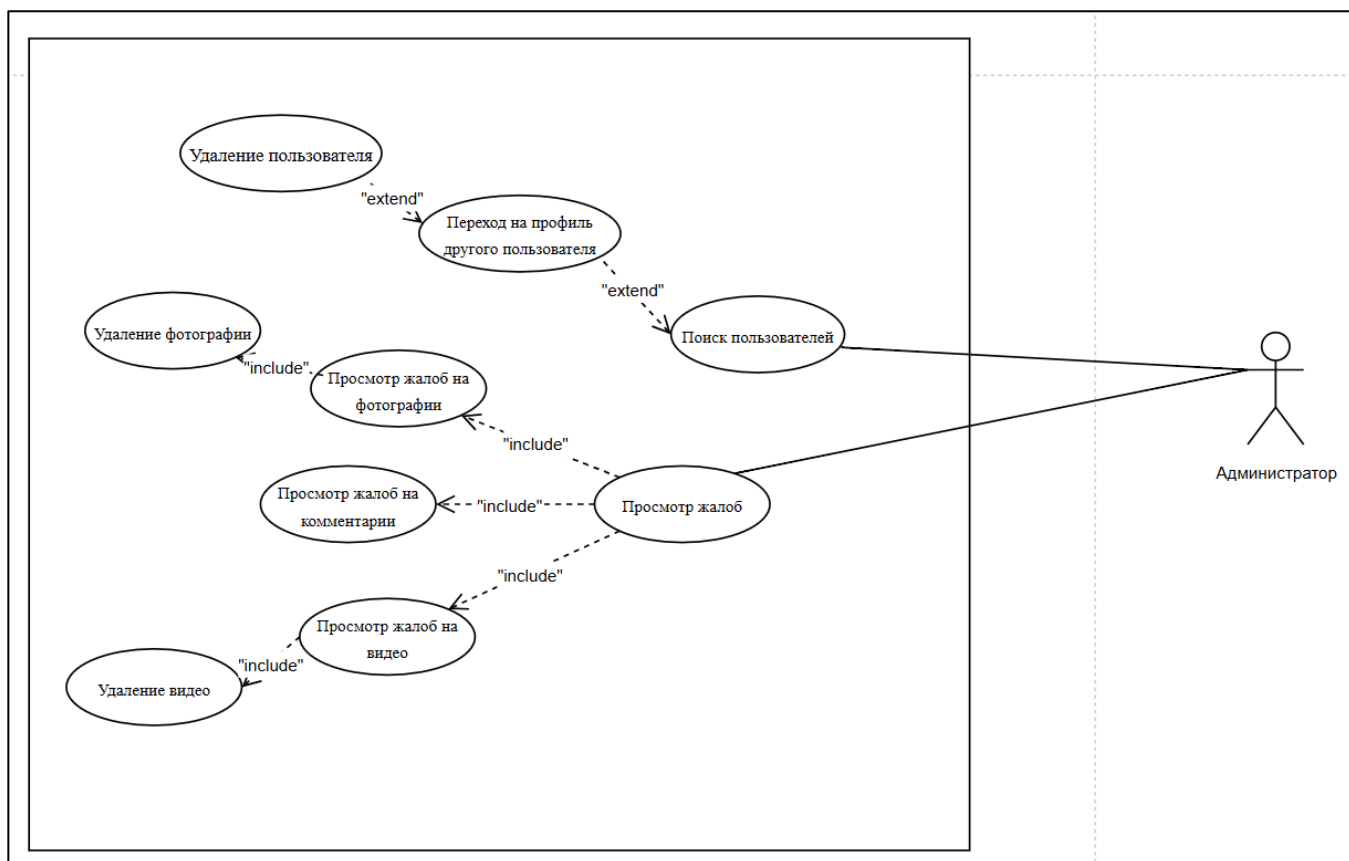 Удаление пользователя
"extend"
Переход на профиль
другого пользователя
"extend"
Поиск пользователей
Удаление фотографии
"include"
Просмотр жалоб на
фотографии
"include"
Просмотр жалоб на
комментарии
"include"
Просмотр жалоб
Администратор
"include"
Просмотр жалоб на
видео
"include"
Удаление видео